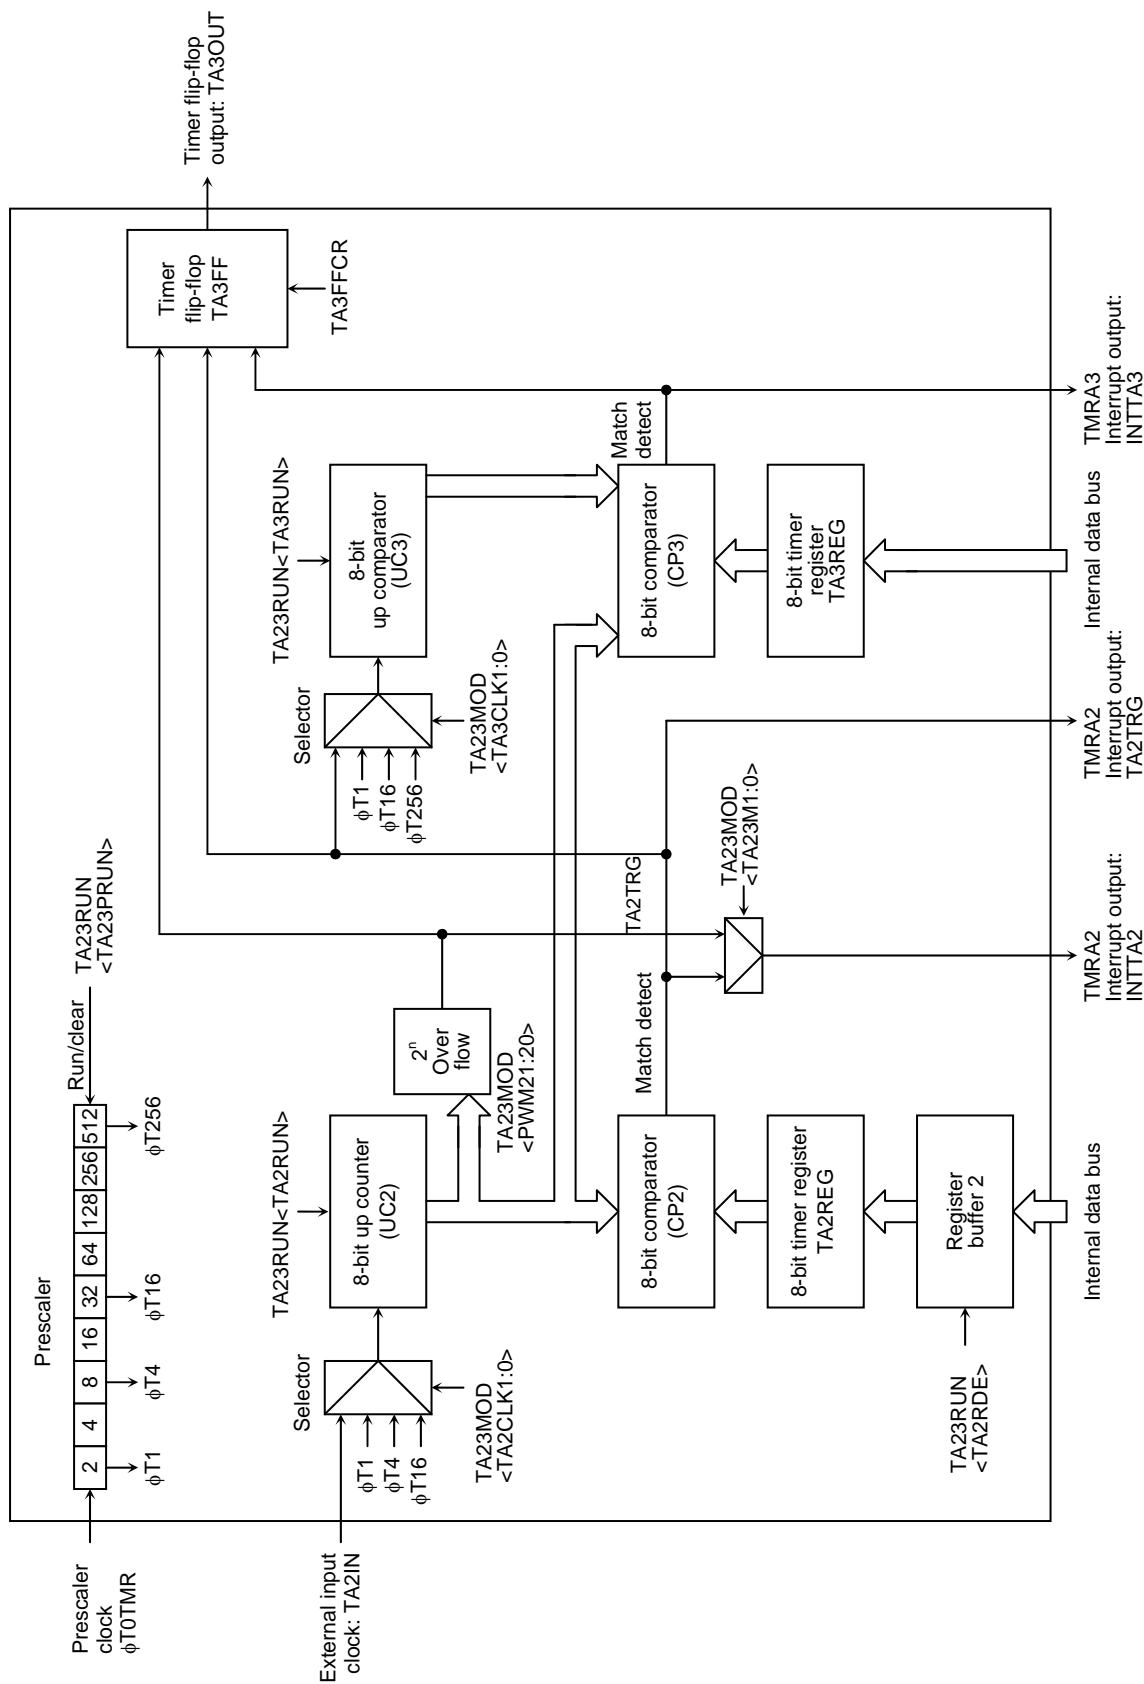 Prescaler
Prescaler
clock
ϕT0TMR
2 4 8 16 32 64 128 256 512
Run/clear
TA23RUN
<TA23PRUN>
ϕT1
ϕT4
ϕT16
ϕT256
External input
clock: TA2IN
Selector
ϕT1
ϕT4
ϕT16
TA23MOD
<TA2CLK1:0>
TA23RUN<TA2RUN>
8-bit up counter
(UC2)
2n
Over
flow
TA23MOD
<PWM21:20>
Selector
ϕT1
ϕT16
ϕT256
TA23MOD
<TA3CLK1:0>
TA23RUN<TA3RUN>
8-bit
up comparator
(UC3)
Timer
flip-flop
TA3FF
TA3FFCR
Timer flip-flop
output: TA3OUT
8-bit comparator
(CP2)
Match detect
TA2TRG
TA23MOD
<TA23M1:0>
8-bit comparator
(CP3)
Match
detect
8-bit timer register
TA2REG
8-bit timer
register
TA3REG
Register
buffer 2
TA23RUN
<TA2RDE>
Internal data bus
TMRA2
Interrupt output:
INTTA2
TMRA2
Interrupt output:
TA2TRG
Internal data bus
TMRA3
Interrupt output:
INTTA3